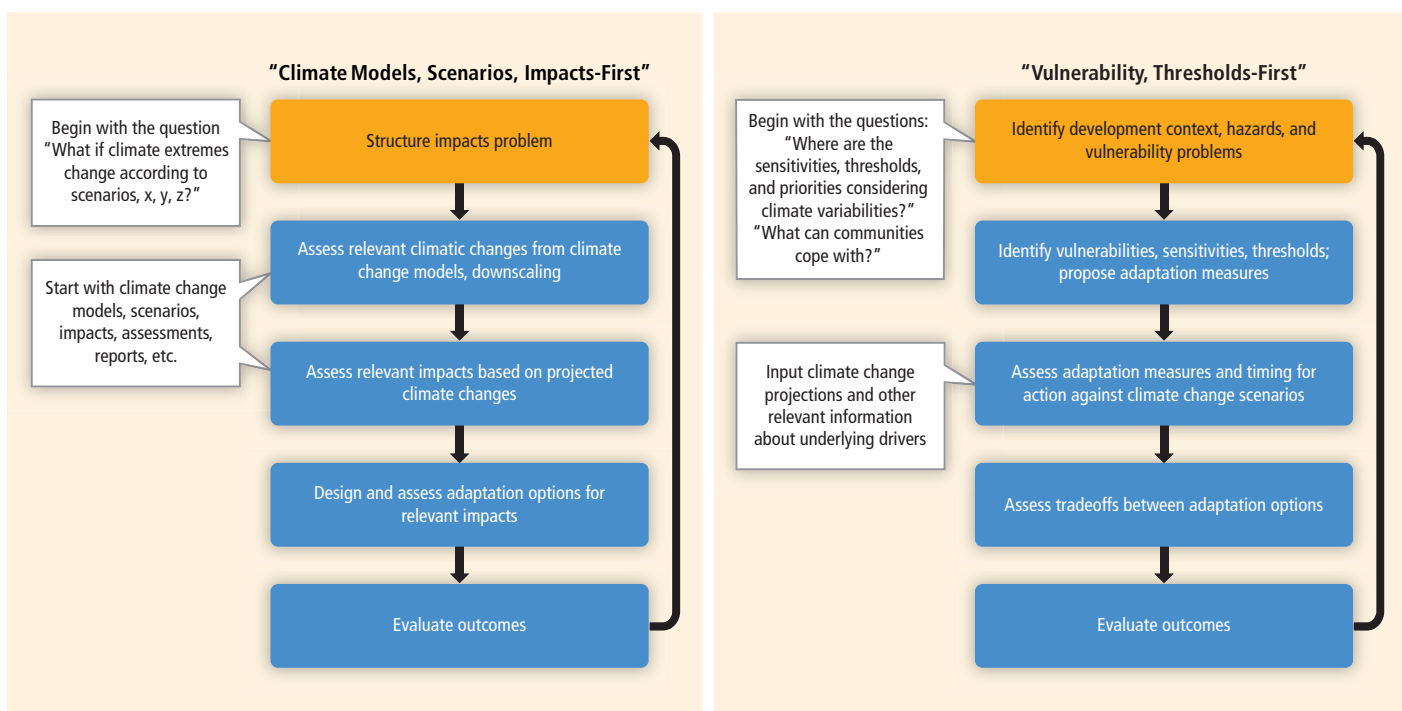 “Climate Models, Scenarios, Impacts-First”
Begin with the question
“What if climate extremes
change according to
scenarios, x, y, z?”
Structure impacts problem
Assess relevant climatic changes from climate
change models, downscaling
Start with climate change
models, scenarios,
impacts, assessments,
reports, etc.
Assess relevant impacts based on projected
climate changes
Design and assess adaptation options for
relevant impacts
Evaluate outcomes
“Vulnerability, Thresholds-First”
Begin with the questions:
“Where are the
sensitivities, thresholds,
and priorities considering
climate variabilities?”
“What can communities
cope with?”
Identify development context, hazards, and
vulnerability problems
Identify vulnerabilities, sensitivities, thresholds;
propose adaptation measures
Input climate change
projections and other
relevant information
about underlying drivers
Assess adaptation measures and timing for
action against climate change scenarios
Assess tradeoffs between adaptation options
Evaluate outcomes